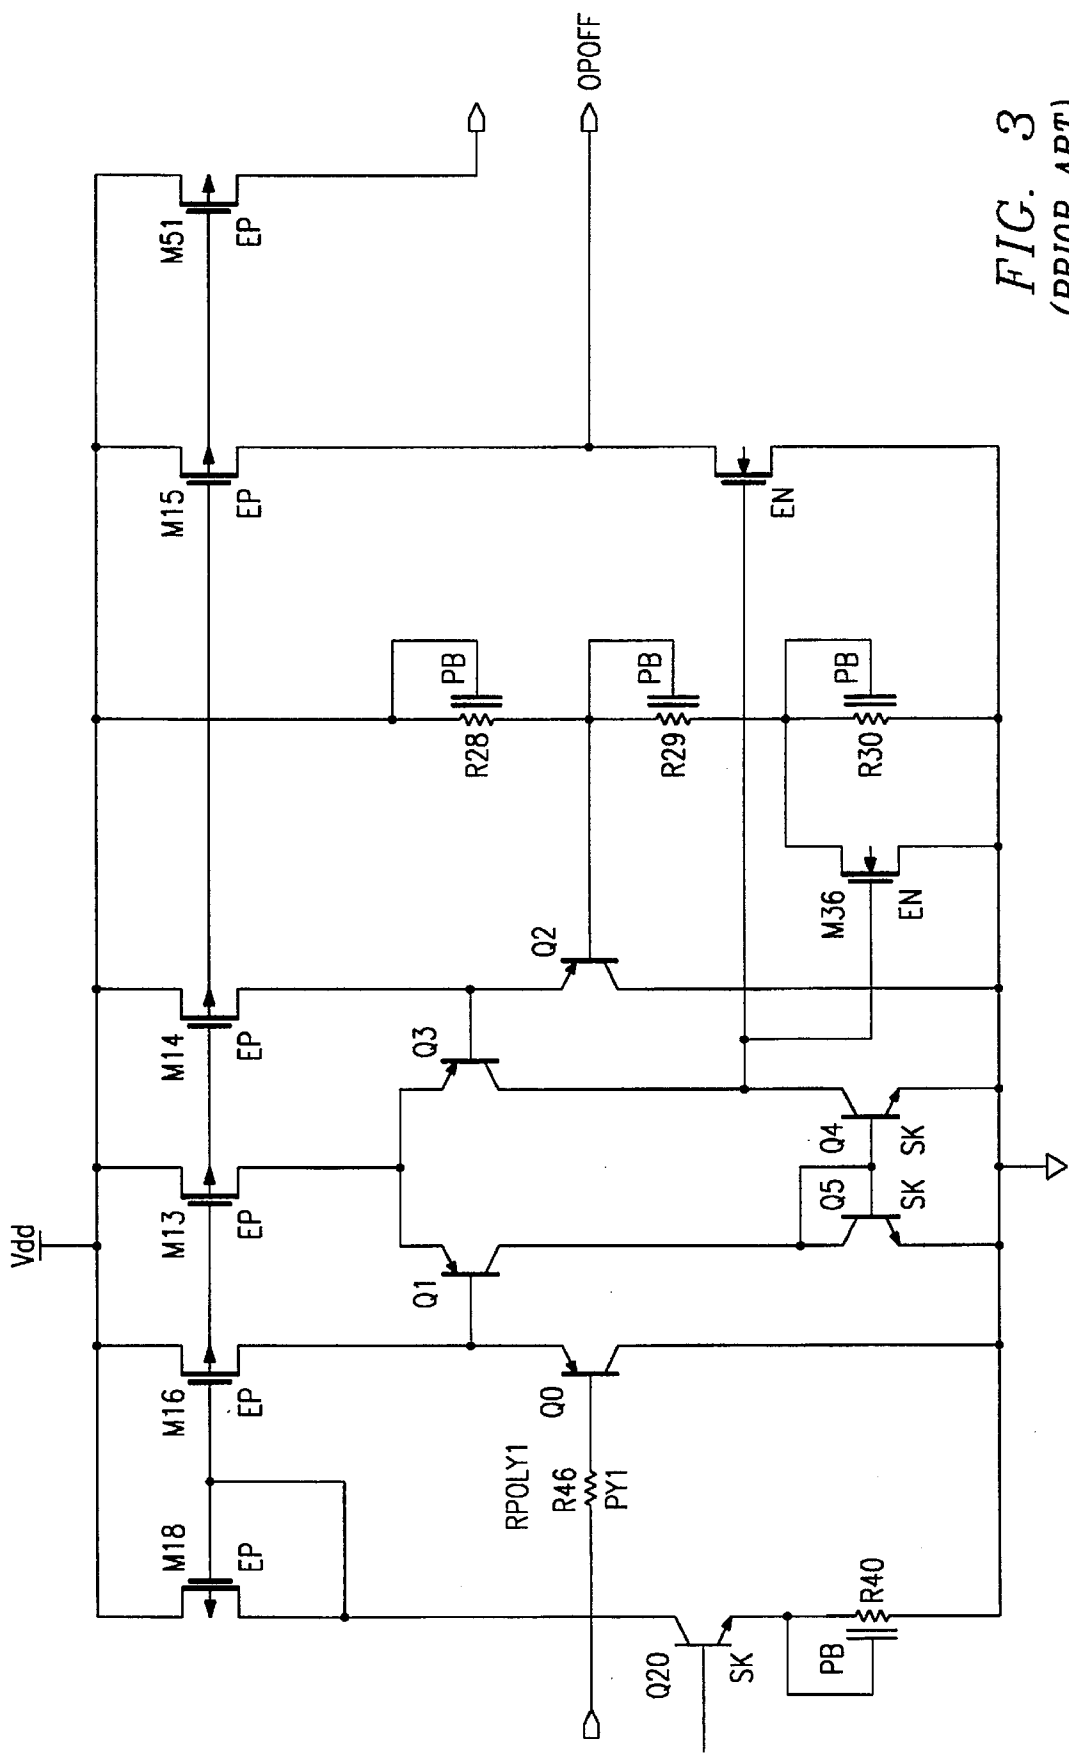 Vdd
M18
EP
M16
EP
M13
EP
M14
EP
M15
EP
M51
EP
RPOLY1
R46
PY1
Q0
Q1
Q3
Q2
R28
PB
R29
PB
R30
PB
OPOFF
Q20
SK
PB
R40
Q5
SK
Q4
SK
M36
EN
EN
FIG. 3
(PRIOR ART)